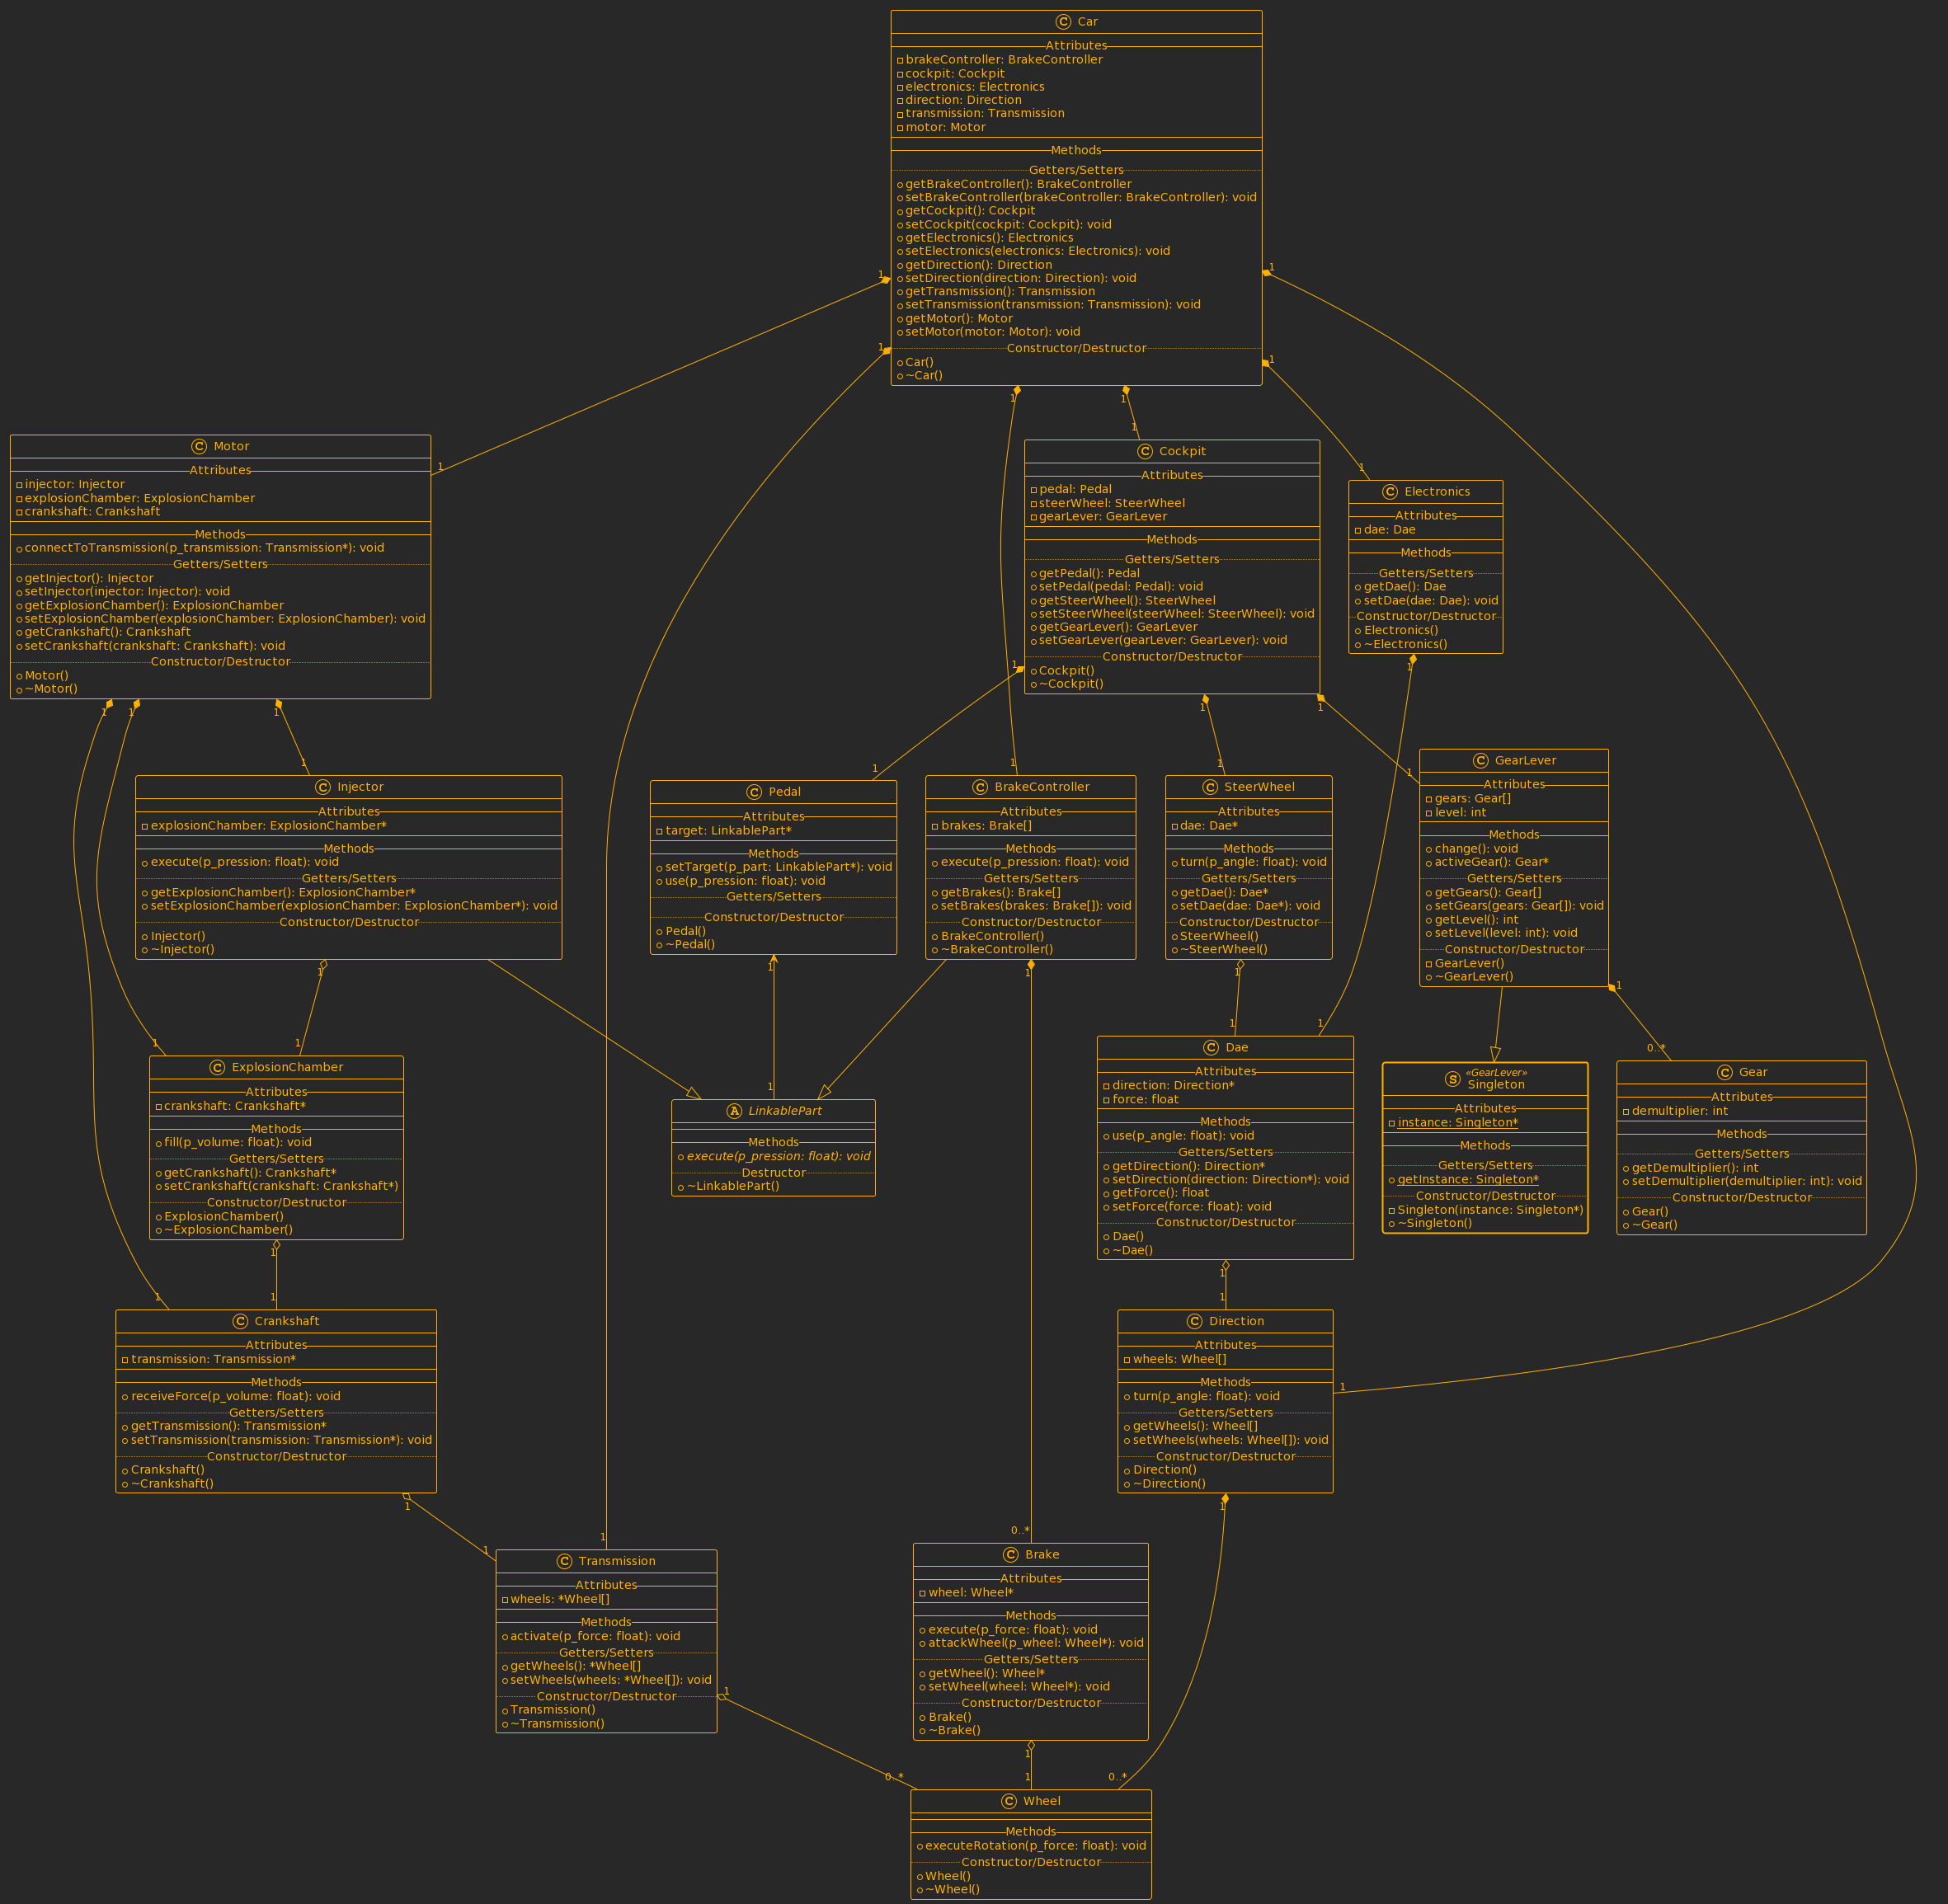 C Car
Attributes
brakeController: BrakeController
cockpit: Cockpit
electronics: Electronics
direction: Direction
transmission: Transmission
motor: Motor
Methods
Getters/Setters
getBrakeController(): BrakeController
setBrakeController(brakeController: BrakeController): void
getCockpit(): Cockpit
setCockpit(cockpit: Cockpit): void
getElectronics(): Electronics
setElectronics(electronics: Electronics): void
getDirection(): Direction
setDirection(direction: Direction): void
getTransmission(): Transmission
setTransmission(transmission: Transmission): void
getMotor(): Motor
setMotor(motor: Motor): void
Constructor/Destructor
Car()
~Car()
1
1
1
1
1
1
C Motor
Attributes
injector: Injector
explosionChamber: ExplosionChamber
crankshaft: Crankshaft
Methods
connectToTransmission(p_transmission: Transmission*): void
Getters/Setters
getInjector(): Injector
setInjector(injector: Injector): void
getExplosionChamber(): ExplosionChamber
setExplosionChamber(explosionChamber: ExplosionChamber): void
getCrankshaft(): Crankshaft
setCrankshaft(crankshaft: Crankshaft): void
Constructor/Destructor
Motor()
~Motor()
1
1
1
1
C Cockpit
Attributes
pedal: Pedal
steerWheel: SteerWheel
gearLever: GearLever
Methods
Getters/Setters
getPedal(): Pedal
setPedal(pedal: Pedal): void
getSteerWheel(): SteerWheel
setSteerWheel(steerWheel: SteerWheel): void
getGearLever(): GearLever
setGearLever(gearLever: GearLever): void
Constructor/Destructor
Cockpit()
~Cockpit()
1
1
1
1
C Electronics
Attributes
dae: Dae
Methods
Getters/Setters
getDae(): Dae
setDae(dae: Dae): void
Constructor/Destructor
Electronics()
~Electronics()
1
1
C Injector
Attributes
explosionChamber: ExplosionChamber*
Methods
execute(p_pression: float): void
Getters/Setters
getExplosionChamber(): ExplosionChamber*
setExplosionChamber(explosionChamber: ExplosionChamber*): void
Constructor/Destructor
Injector()
~Injector()
1
1
C Pedal
Attributes
target: LinkablePart*
Methods
setTarget(p_part: LinkablePart*): void
use(p_pression: float): void
Getters/Setters
Constructor/Destructor
Pedal()
~Pedal()
1
1
C BrakeController
Attributes
brakes: Brake[]
Methods
execute(p_pression: float): void
Getters/Setters
getBrakes(): Brake[]
setBrakes(brakes: Brake[]): void
Constructor/Destructor
BrakeController()
~BrakeController()
1
1
C SteerWheel
Attributes
dae: Dae*
Methods
turn(p_angle: float): void
Getters/Setters
getDae(): Dae*
setDae(dae: Dae*): void
Constructor/Destructor
SteerWheel()
~SteerWheel()
1
1
C GearLever
Attributes
gears: Gear[]
level: int
Methods
change(): void
activeGear(): Gear*
Getters/Setters
getGears(): Gear[]
setGears(gears: Gear[]): void
getLevel(): int
setLevel(level: int): void
Constructor/Destructor
GearLever()
~GearLever()
1
1
C ExplosionChamber
Attributes
crankshaft: Crankshaft*
Methods
fill(p_volume: float): void
Getters/Setters
getCrankshaft(): Crankshaft*
setCrankshaft(crankshaft: Crankshaft*)
Constructor/Destructor
ExplosionChamber()
~ExplosionChamber()
1
1
1
A LinkablePart
Methods
execute(p_pression: float): void
Destructor
~LinkablePart()
1
C Dae
Attributes
direction: Direction*
force: float
Methods
use(p_angle: float): void
Getters/Setters
getDirection(): Direction*
setDirection(direction: Direction*): void
getForce(): float
setForce(force: float): void
Constructor/Destructor
Dae()
~Dae()
1
1
1
S «GearLever»
Singleton
Attributes
instance: Singleton*
Methods
Getters/Setters
getInstance: Singleton*
Constructor/Destructor
Singleton(instance: Singleton*)
~Singleton()
0..*
C Gear
Attributes
demultiplier: int
Methods
Getters/Setters
getDemultiplier(): int
setDemultiplier(demultiplier: int): void
Constructor/Destructor
Gear()
~Gear()
1
1
C Crankshaft
Attributes
transmission: Transmission*
Methods
receiveForce(p_volume: float): void
Getters/Setters
getTransmission(): Transmission*
setTransmission(transmission: Transmission*): void
Constructor/Destructor
Crankshaft()
~Crankshaft()
1
1
1
C Direction
Attributes
wheels: Wheel[]
Methods
turn(p_angle: float): void
Getters/Setters
getWheels(): Wheel[]
setWheels(wheels: Wheel[]): void
Constructor/Destructor
Direction()
~Direction()
1
1
1
C Transmission
Attributes
wheels: *Wheel[]
Methods
activate(p_force: float): void
Getters/Setters
getWheels(): *Wheel[]
setWheels(wheels: *Wheel[]): void
Constructor/Destructor
Transmission()
~Transmission()
1
0..*
C Brake
Attributes
wheel: Wheel*
Methods
execute(p_force: float): void
attackWheel(p_wheel: Wheel*): void
Getters/Setters
getWheel(): Wheel*
setWheel(wheel: Wheel*): void
Constructor/Destructor
Brake()
~Brake()
1
0..*
1
0..*
C Wheel
Methods
executeRotation(p_force: float): void
Constructor/Destructor
Wheel()
~Wheel()